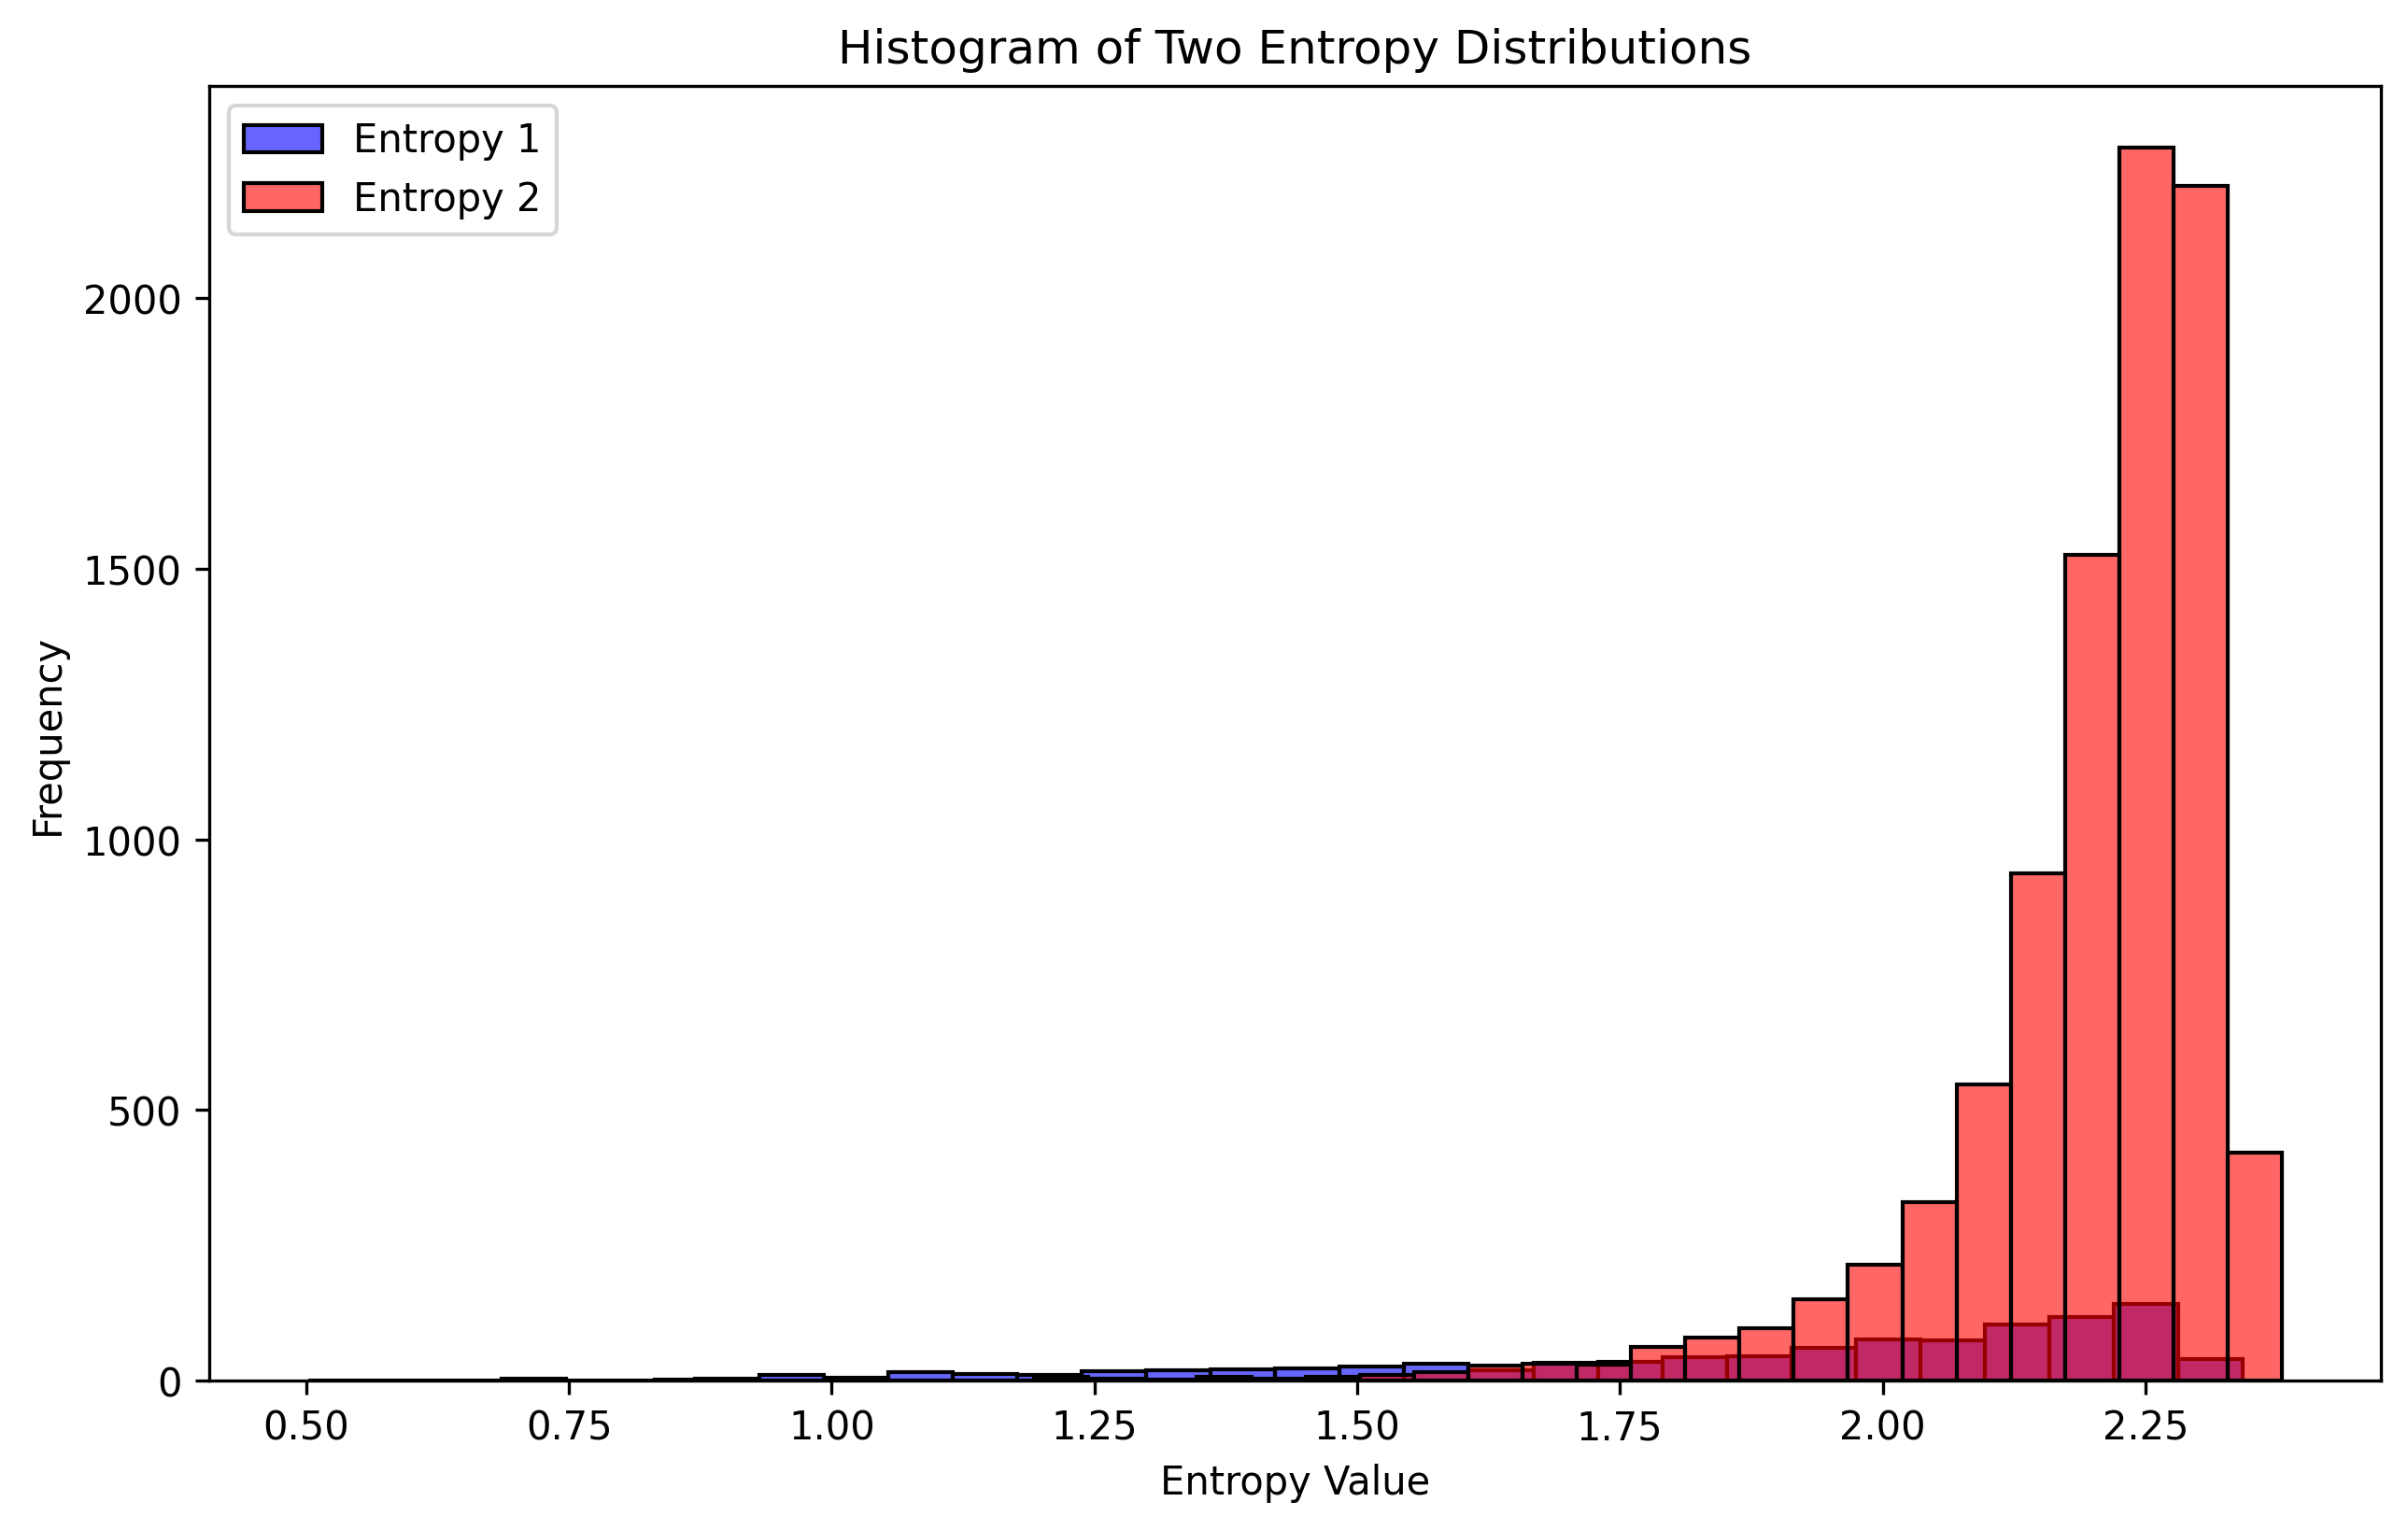 Histogram of Two Entropy Distributions
Entropy 1
Entropy 2
Frequency
2000
1500
1000
500
0
0.50 0.75 1.00 1.25 1.50 1.75 2.00 2.25
Entropy Value